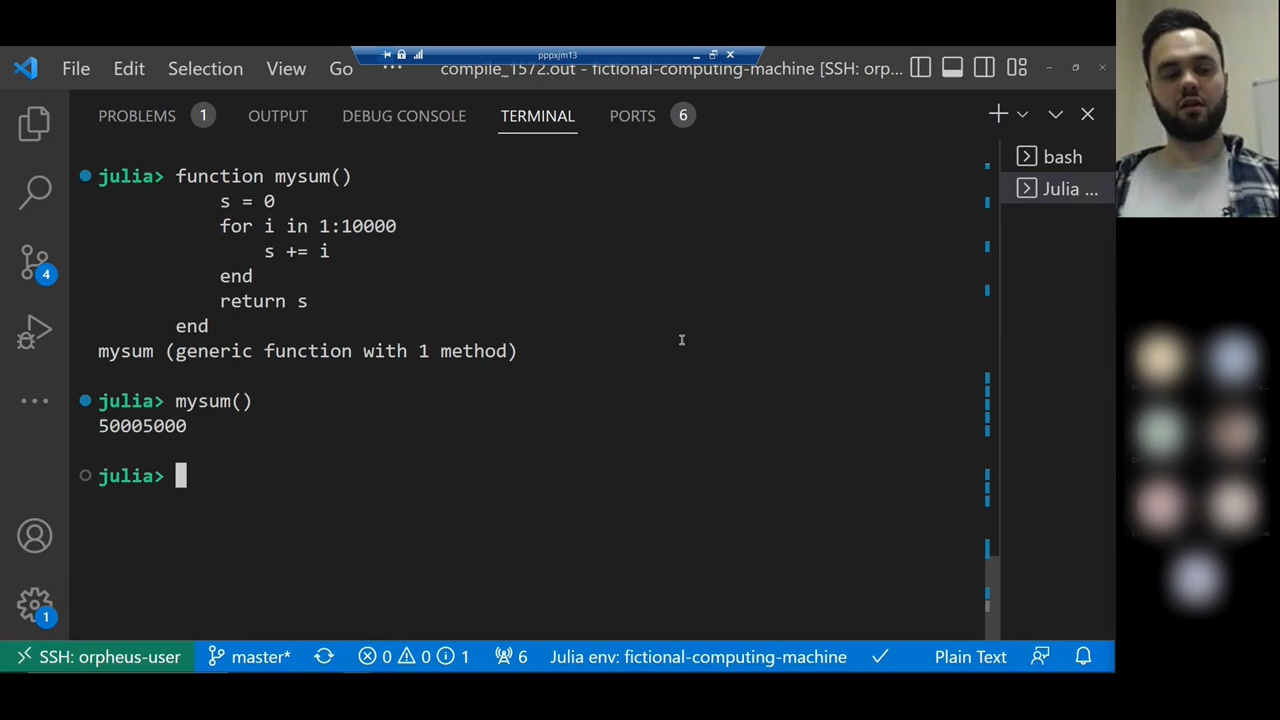 pppxjm13
File Edit Selection View Go ... compile_1572.out - fictional-computing-machine [SSH: orp...
PROBLEMS 1 OUTPUT DEBUG CONSOLE TERMINAL PORTS 6
julia> function mysum()
s = 0
for i in 1:10000
s += i
end
return s
end
mysum (generic function with 1 method)
julia> mysum()
50005000
julia>
bash
Julia ...
4
1
SSH: orpheus-user master* 0 0 1 6 Julia env: fictional-computing-machine Plain Text